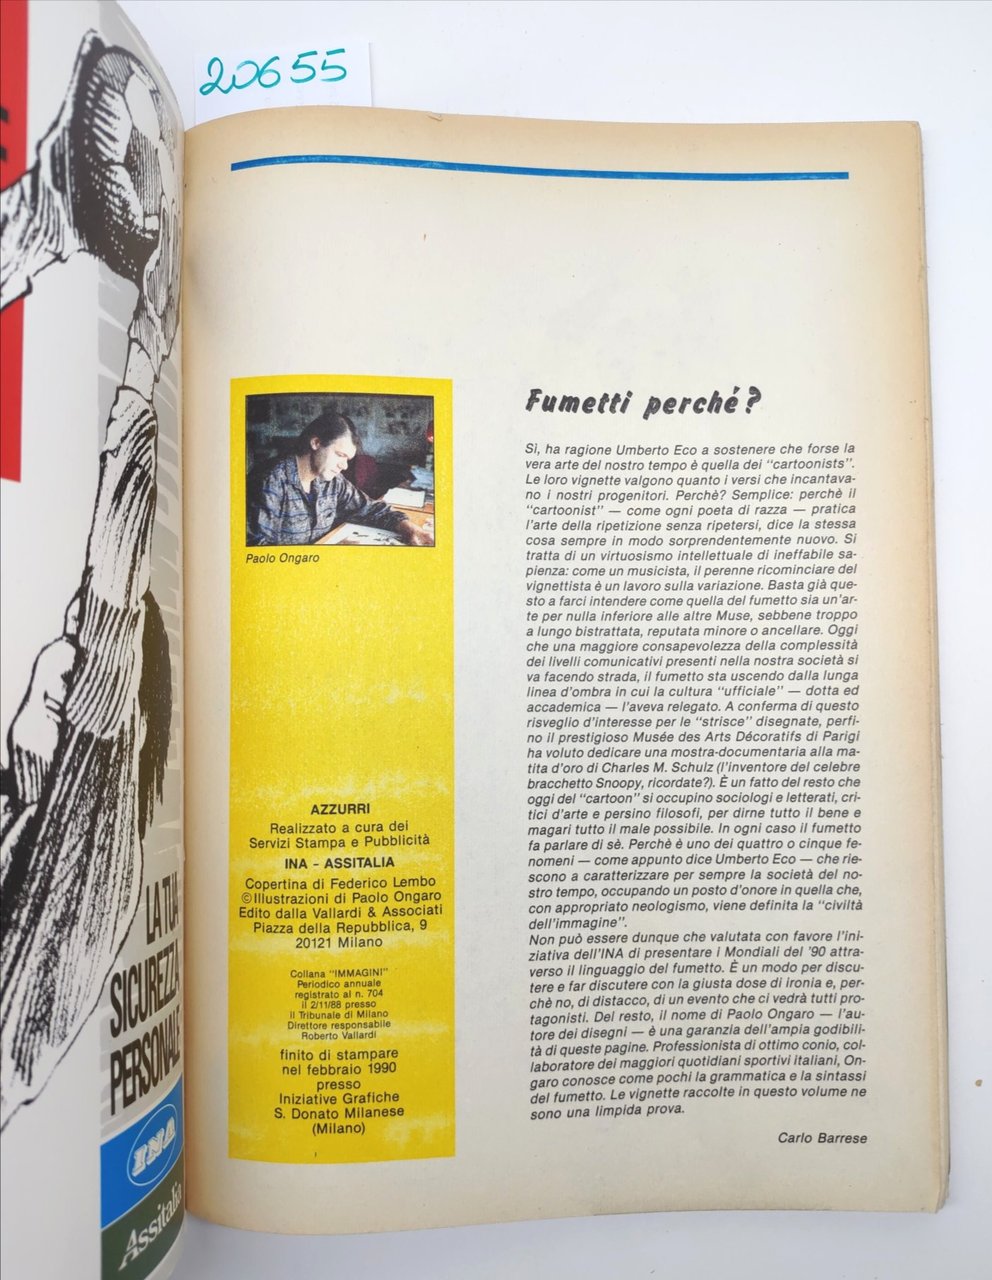 20655
Paolo Ongaro
AZZURRI
Realizzato a cura dei
Servizi Stampa e Pubblicità
INA - ASSITALIA
Copertina di Federico Lembo
©Illustrazioni di Paolo Ongaro
Edito dalla Vallardi & Associati
Piazza della Repubblica, 9
20121 Milano
Collana "IMMAGINI"
Periodico annuale
registrato al n. 704
il 2/11/88 presso
il Tribunale di Milano
Direttore responsabile
Roberto Vallardi
finito di stampare
nel febbraio 1990
presso
Iniziative Grafiche
S. Donato Milanese
(Milano)
Fumetti perché?
Sì, ha ragione Umberto Eco a sostenere che forse la
vera arte del nostro tempo è quella dei "cartoonists".
Le loro vignette valgono quanto i versi che incantava-
no i nostri progenitori. Perchè? Semplice: perchè il
"cartoonist" — come ogni poeta di razza — pratica
l'arte della ripetizione senza ripetersi, dice la stessa
cosa sempre in modo sorprendentemente nuovo. Si
tratta di un virtuosismo intellettuale di ineffabile sa-
pienza: come un musicista, il perenne ricominciare del
vignettista è un lavoro sulla variazione. Basta già que-
sto a farci intendere come quella del fumetto sia un'ar-
te per nulla inferiore alle altre Muse, sebbene troppo
a lungo bistrattata, reputata minore o ancellare. Oggi
che una maggiore consapevolezza della complessità
dei livelli comunicativi presenti nella nostra società si
va facendo strada, il fumetto sta uscendo dalla lunga
linea d'ombra in cui la cultura "ufficiale" — dotta ed
accademica — l'aveva relegato. A conferma di questo
risveglio d'interesse per le "strisce" disegnate, perfi-
no il prestigioso Musée des Arts Décoratifs di Parigi
ha voluto dedicare una mostra-documentaria alla ma-
tita d'oro di Charles M. Schulz (l'inventore del celebre
bracchetto Snoopy, ricordate?). È un fatto del resto che
oggi del "cartoon" si occupino sociologi e letterati, cri-
tici d'arte e persino filosofi, per dirne tutto il bene e
magari tutto il male possibile. In ogni caso il fumetto
fa parlare di sè. Perchè è uno dei quattro o cinque fe-
nomeni — come appunto dice Umberto Eco — che rie-
scono a caratterizzare per sempre la società del no-
stro tempo, occupando un posto d'onore in quella che,
con appropriato neologismo, viene definita la "civiltà
dell'immagine".
Non può essere dunque che valutata con favore l'ini-
ziativa dell'INA di presentare i Mondiali del '90 attra-
verso il linguaggio del fumetto. È un modo per discu-
tere e far discutere con la giusta dose di ironia e, per-
chè no, di distacco, di un evento che ci vedrà tutti pro-
tagonisti. Del resto, il nome di Paolo Ongaro — l'au-
tore dei disegni — è una garanzia dell'ampia godibili-
tà di queste pagine. Professionista di ottimo conio, col-
laboratore dei maggiori quotidiani sportivi italiani, On-
garo conosce come pochi la grammatica e la sintassi
del fumetto. Le vignette raccolte in questo volume ne
sono una limpida prova.
Carlo Barrese
LA TUA
SICUREZZA
PERSONALE
INA
Assitalia